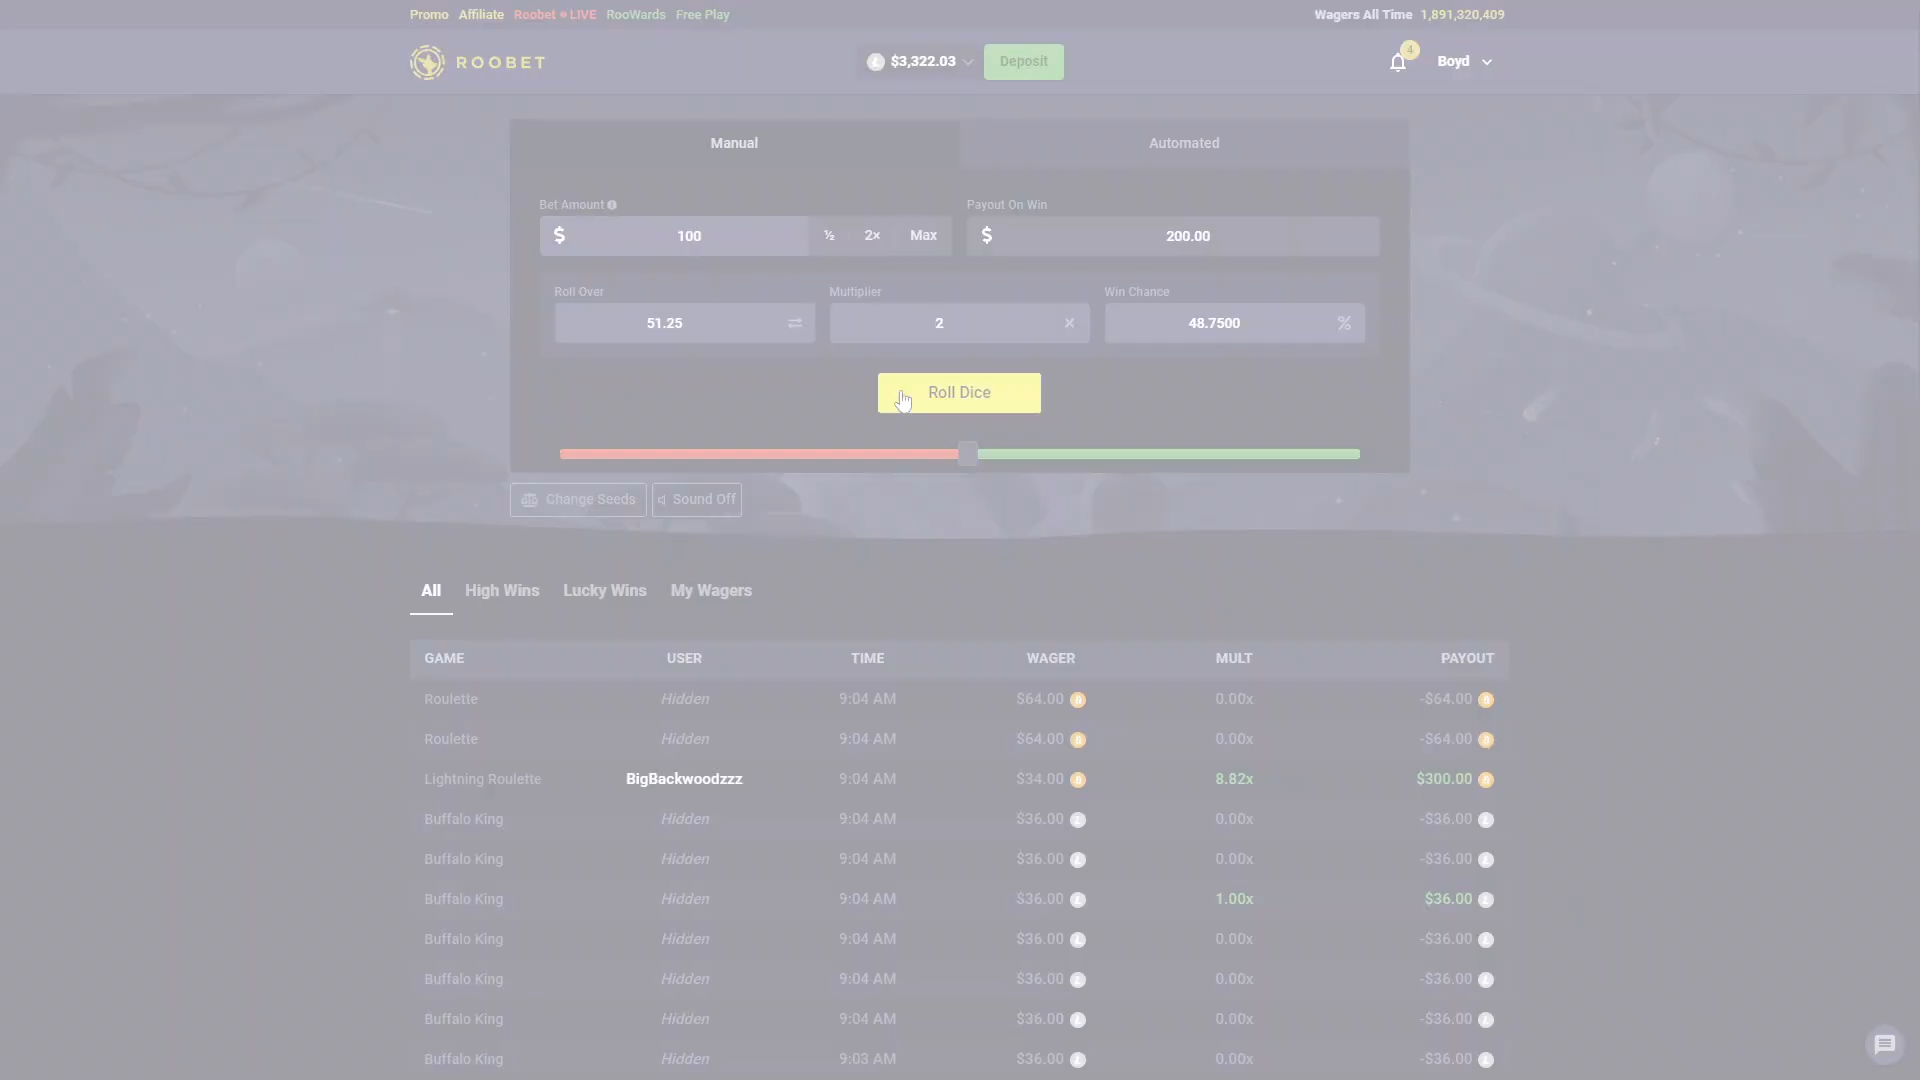 Promo Affiliate Roobet LIVE RooWards Free Play Wagers All Time 1,891,320,409
ROOBET $3,322.03 Deposit 4 Boyd
Manual Automated
Bet Amount Payout On Win
$ 100 ½ 2× Max $ 200.00
Roll Over Multiplier Win Chance
51.25 2 48.7500 %
Roll Dice
Change Seeds Sound Off
All High Wins Lucky Wins My Wagers
GAME USER TIME WAGER MULT PAYOUT
Roulette Hidden 9:04 AM $64.00 0.00x -$64.00
Roulette Hidden 9:04 AM $64.00 0.00x -$64.00
Lightning Roulette BigBackwoodzzz 9:04 AM $34.00 8.82x $300.00
Buffalo King Hidden 9:04 AM $36.00 0.00x -$36.00
Buffalo King Hidden 9:04 AM $36.00 0.00x -$36.00
Buffalo King Hidden 9:04 AM $36.00 1.00x $36.00
Buffalo King Hidden 9:04 AM $36.00 0.00x -$36.00
Buffalo King Hidden 9:04 AM $36.00 0.00x -$36.00
Buffalo King Hidden 9:04 AM $36.00 0.00x -$36.00
Buffalo King Hidden 9:03 AM $36.00 0.00x -$36.00